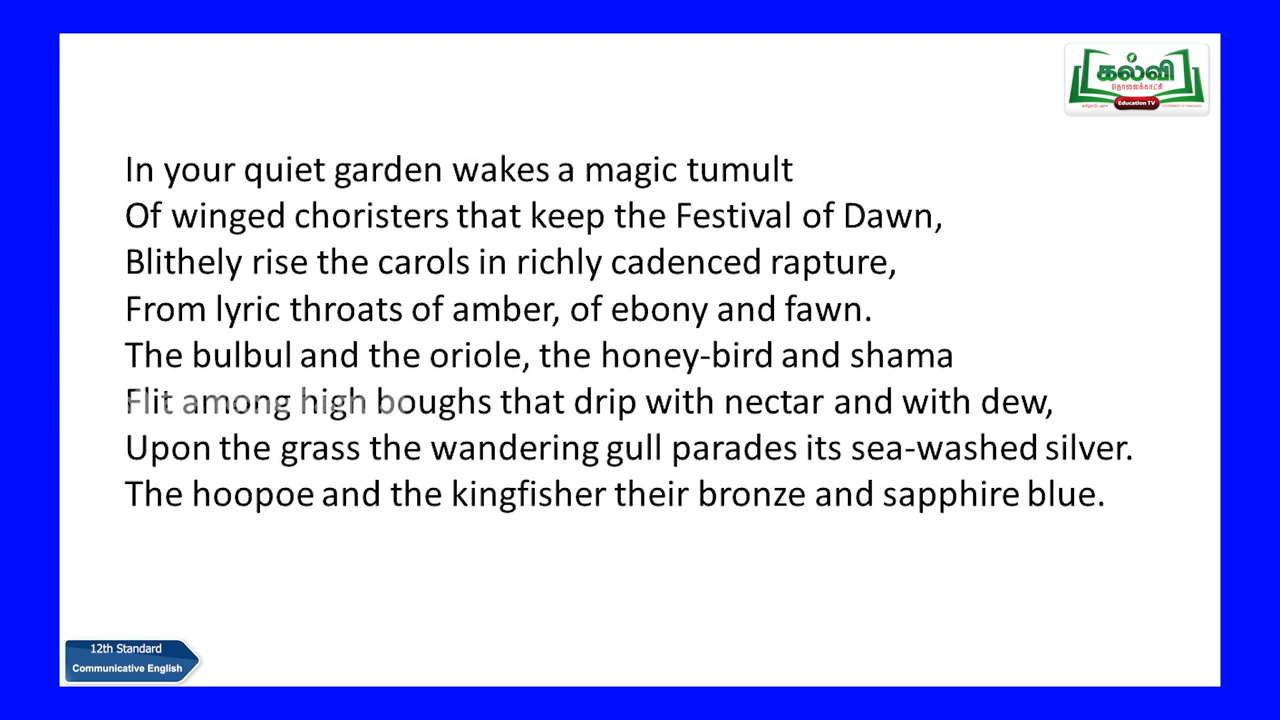 கல்வி
தொலைக்காட்சி
Education TV
In your quiet garden wakes a magic tumult
Of winged choristers that keep the Festival of Dawn,
Blithely rise the carols in richly cadenced rapture,
From lyric throats of amber, of ebony and fawn.
The bulbul and the oriole, the honey-bird and shama
Flit among high boughs that drip with nectar and with dew,
Upon the grass the wandering gull parades its sea-washed silver.
The hoopoe and the kingfisher their bronze and sapphire blue.
12th Standard
Communicative English